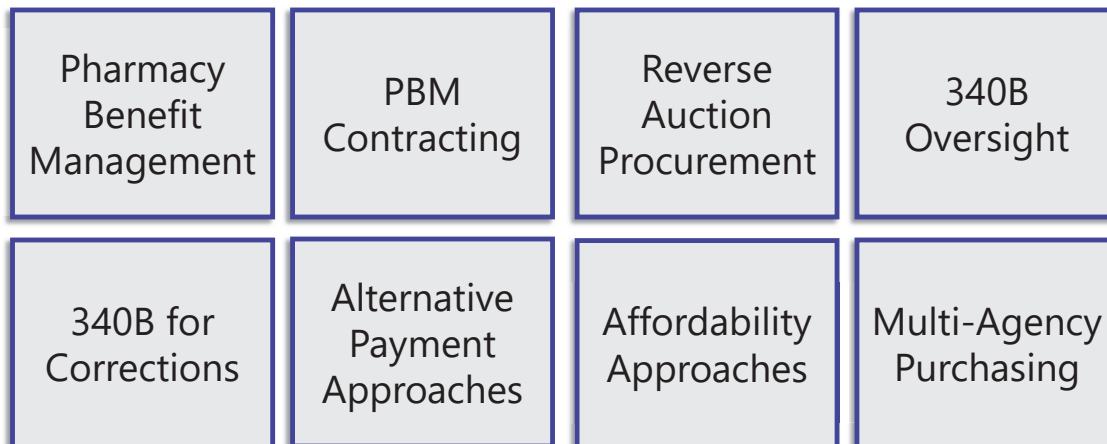 Pharmacy
Benefit
Management
PBM
Contracting
Reverse
Auction
Procurement
340B
Oversight
340B for
Corrections
Alternative
Payment
Approaches
Affordability
Approaches
Multi-Agency
Purchasing